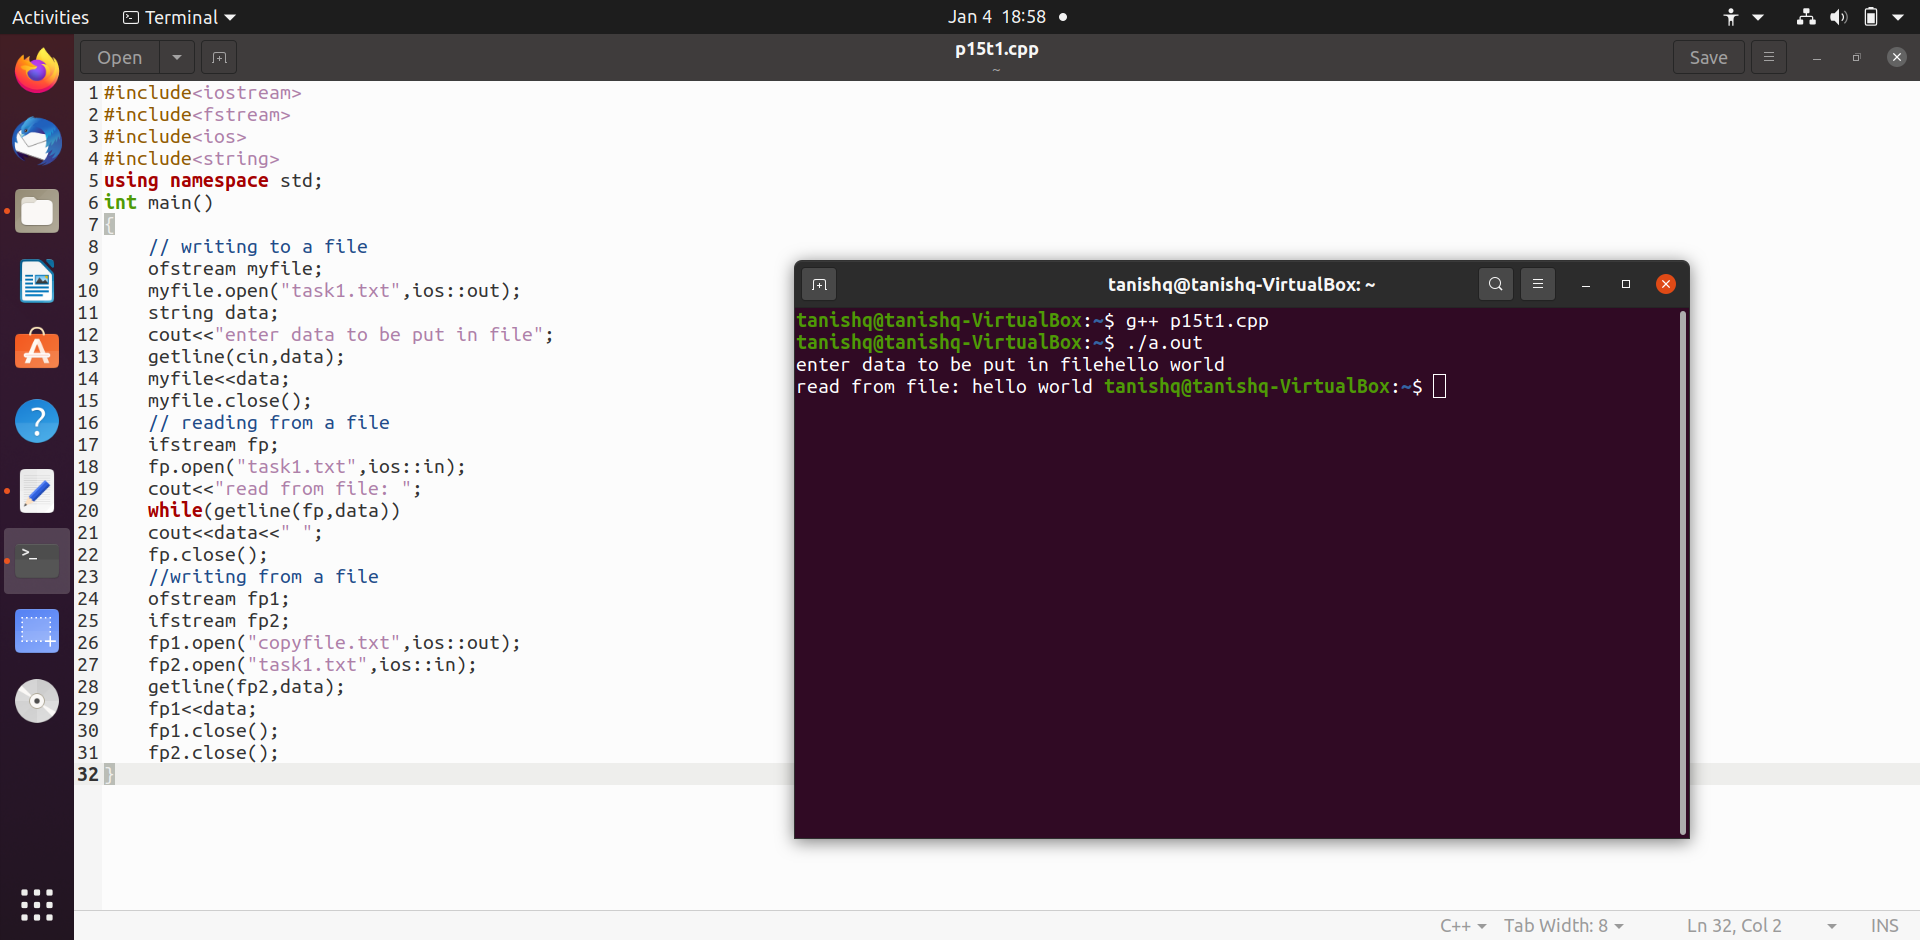 Activities Terminal Jan 4 18:58
Open p15t1.cpp Save
~
1 #include<iostream>
2 #include<fstream>
3 #include<ios>
4 #include<string>
5 using namespace std;
6 int main()
7 {
8     // writing to a file
9     ofstream myfile;
10     myfile.open("task1.txt",ios::out);
11     string data;
12     cout<<"enter data to be put in file";
13     getline(cin,data);
14     myfile<<data;
15     myfile.close();
16     // reading from a file
17     ifstream fp;
18     fp.open("task1.txt",ios::in);
19     cout<<"read from file: ";
20     while(getline(fp,data))
21     cout<<data<<" ";
22     fp.close();
23     //writing from a file
24     ofstream fp1;
25     ifstream fp2;
26     fp1.open("copyfile.txt",ios::out);
27     fp2.open("task1.txt",ios::in);
28     getline(fp2,data);
29     fp1<<data;
30     fp1.close();
31     fp2.close();
32 }
tanishq@tanishq-VirtualBox: ~
tanishq@tanishq-VirtualBox:~$ g++ p15t1.cpp
tanishq@tanishq-VirtualBox:~$ ./a.out
enter data to be put in filehello world
read from file: hello world tanishq@tanishq-VirtualBox:~$
C++ Tab Width: 8 Ln 32, Col 2 INS